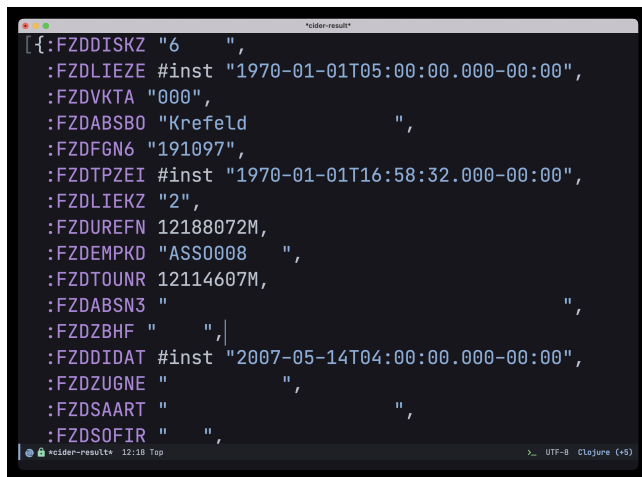 *cider-result*
[{:FZDDISKZ "6    ",
:FZDLIEZE #inst "1970-01-01T05:00:00.000-00:00",
:FZDVKTA "000",
:FZDABSBO "Krefeld             ",
:FZDFGN6 "191097",
:FZDTPZEI #inst "1970-01-01T16:58:32.000-00:00",
:FZDLIEKZ "2",
:FZDUREFN 12188072M,
:FZDEMPKD "ASSO008   ",
:FZDTOUNR 12114607M,
:FZDABSN3 "                                   ",
:FZDZBHF "    ",
:FZDDIDAT #inst "2007-05-14T04:00:00.000-00:00",
:FZDZUGNE "          ",
:FZDSAART "                    ",
:FZDSOFIR "   ",
*cider-result* 12:18 Top >_ UTF-8 Clojure (+5)